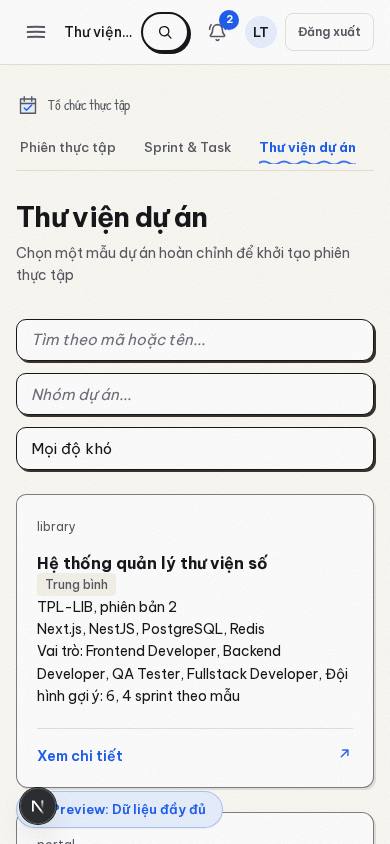 Thư viện...
2
LT
Đăng xuất
Tổ chức thực tập
Phiên thực tập
Sprint & Task
Thư viện dự án
Thư viện dự án
Chọn một mẫu dự án hoàn chỉnh để khởi tạo phiên
thực tập
Tìm theo mã hoặc tên...
Nhóm dự án...
Mọi độ khó
library
Hệ thống quản lý thư viện số
Trung bình
TPL-LIB, phiên bản 2
Next.js, NestJS, PostgreSQL, Redis
Vai trò: Frontend Developer, Backend
Developer, QA Tester, Fullstack Developer, Đội
hình gợi ý: 6, 4 sprint theo mẫu
Xem chi tiết
N
Preview: Dữ liệu đầy đủ
portal